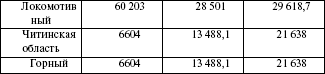 Локомотив 60 203 28 501 29 618,7
ный
Читинская 6604 13 488,1 21 638
область
Горный 6604 13 488,1 21 638